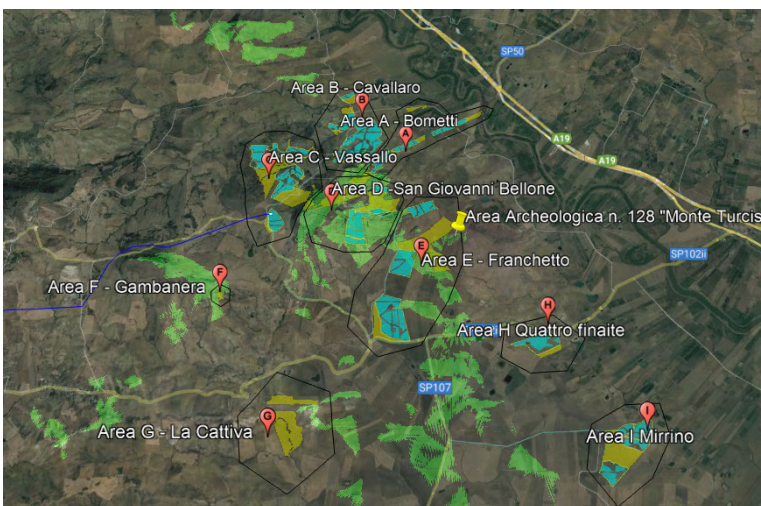 SP50
Area B - Cavallaro
B
Area A - Bometti
A
A19
A19
Area C - Vassallo
Area D -San Giovanni Bellone
Area Archeologica n. 128 "Monte Turcis
E
Area E - Franchetto
SP102ii
Area F - Gambanera
F
H
Area H Quattro finaite
SP107
G
Area G - La Cattiva
I
Area I Mirrino